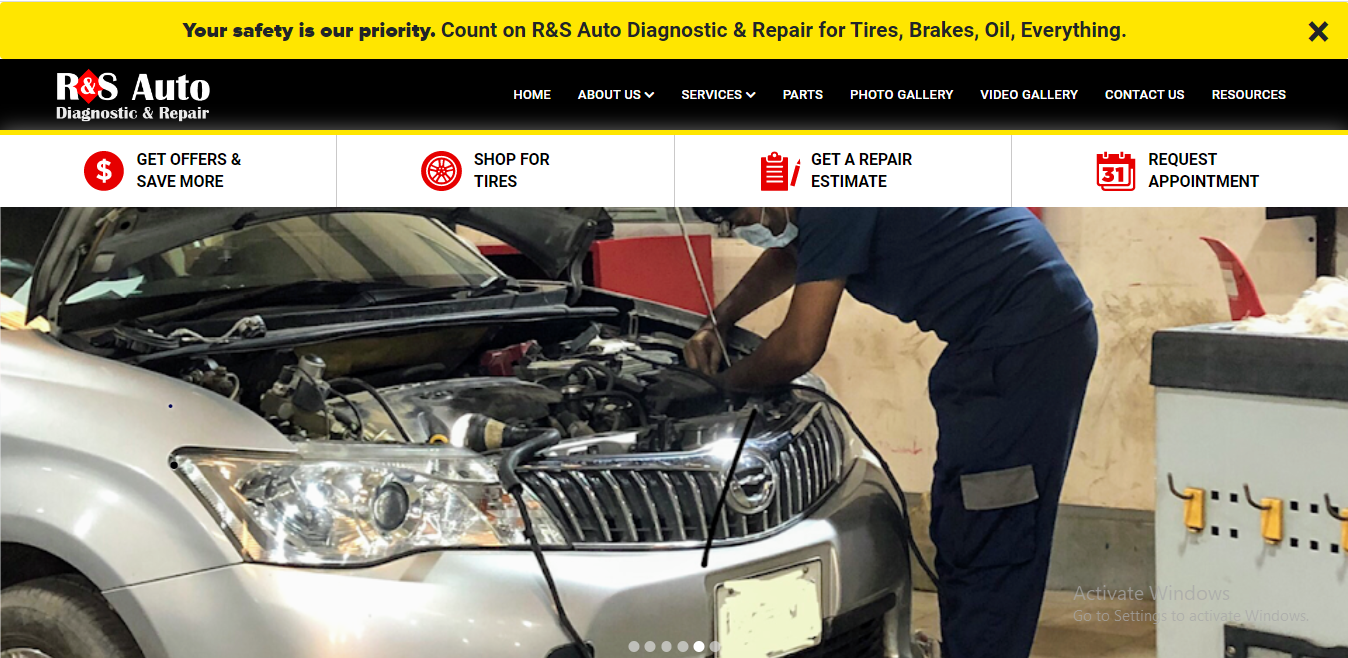 Your safety is our priority. Count on R&S Auto Diagnostic & Repair for Tires, Brakes, Oil, Everything.
R&S Auto
Diagnostic & Repair
HOME ABOUT US SERVICES PARTS PHOTO GALLERY VIDEO GALLERY CONTACT US RESOURCES
$ GET OFFERS &
SAVE MORE
SHOP FOR
TIRES
GET A REPAIR
ESTIMATE
31 REQUEST
APPOINTMENT
Activate Windows
Go to Settings to activate Windows.